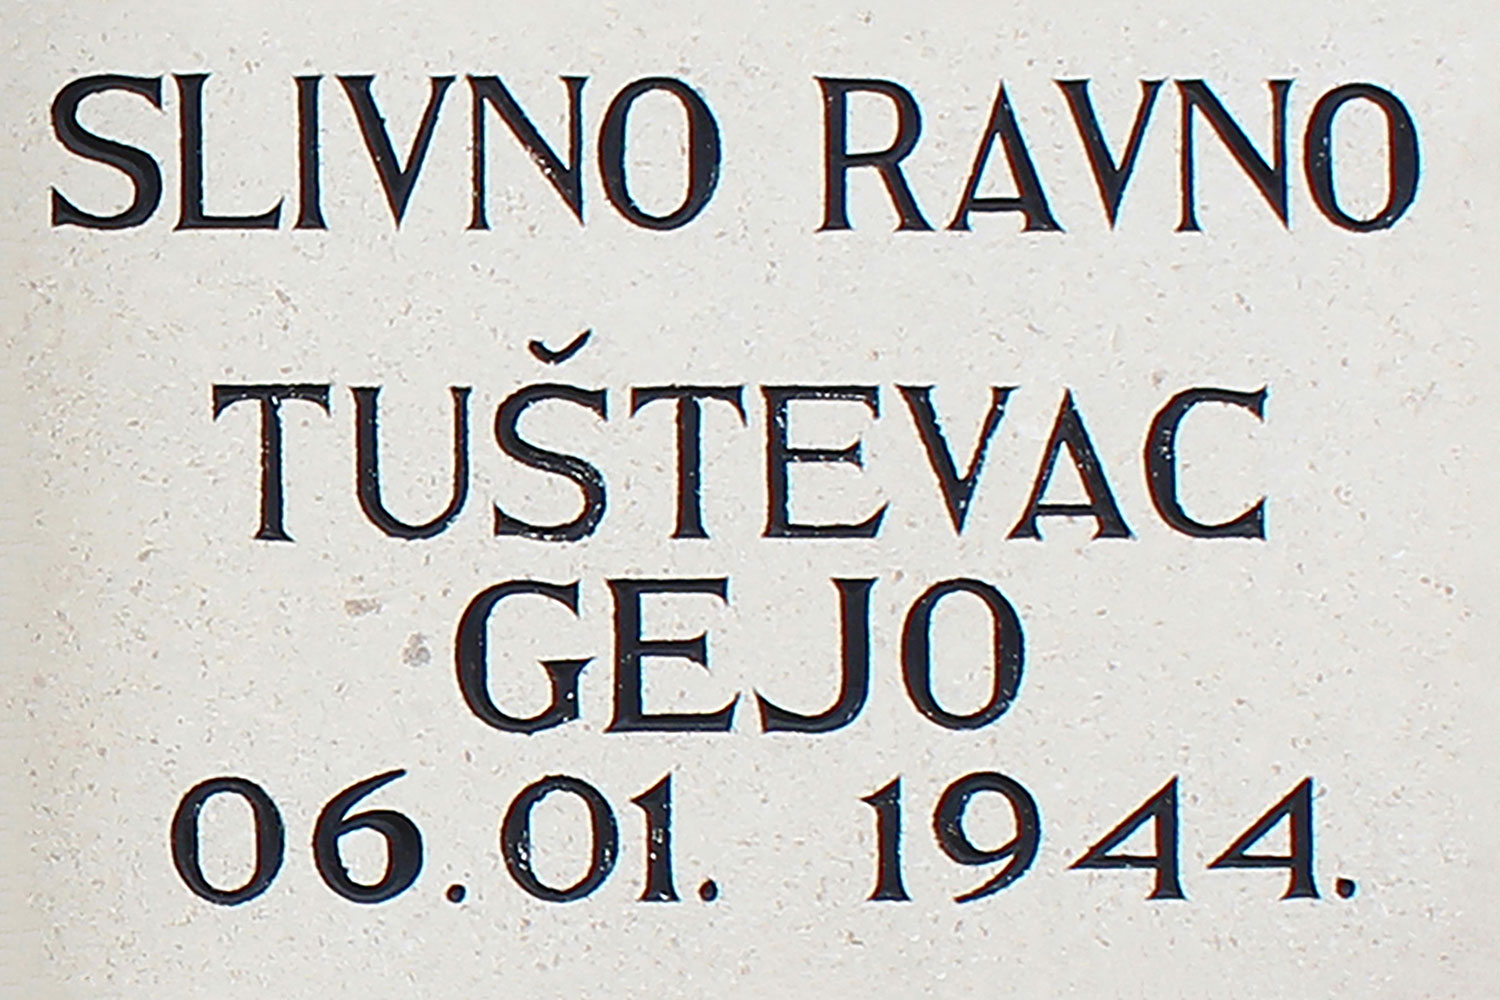 SLIVNO RAVNO
TUŠTEVAC
GEJO
06.01. 1944.